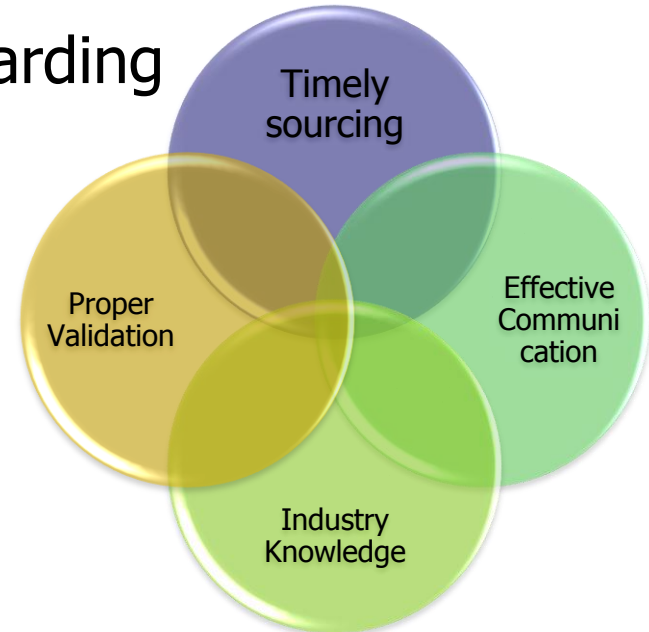 arding
Timely
sourcing
Proper
Validation
Effective
Communi
cation
Industry
Knowledge